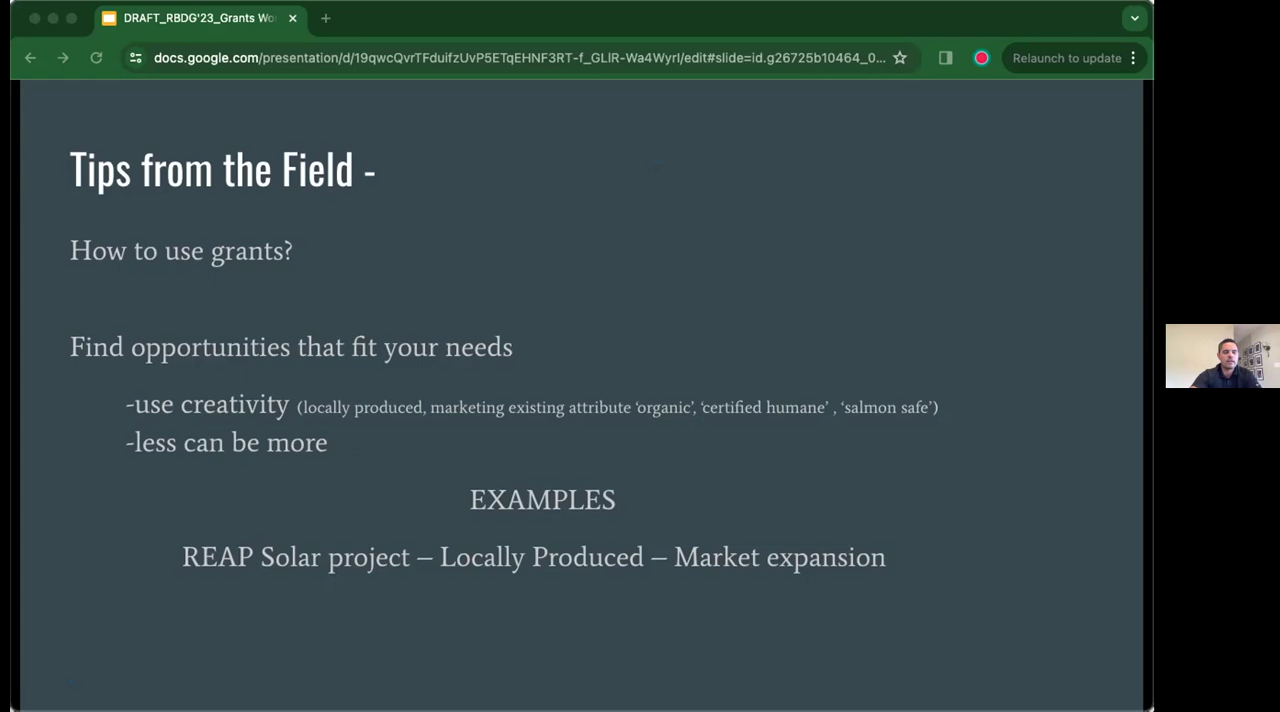 DRAFT_RBDG'23_Grants Wo
docs.google.com/presentation/d/19qwcQvrTFduifzUvP5ETqEHNF3RT-f_GLlR-Wa4WyrI/edit#slide=id.g26725b10464_0...
Relaunch to update
Tips from the Field -
How to use grants?
Find opportunities that fit your needs
-use creativity (locally produced, marketing existing attribute ‘organic’, ‘certified humane’ , ‘salmon safe’)
-less can be more
EXAMPLES
REAP Solar project – Locally Produced – Market expansion